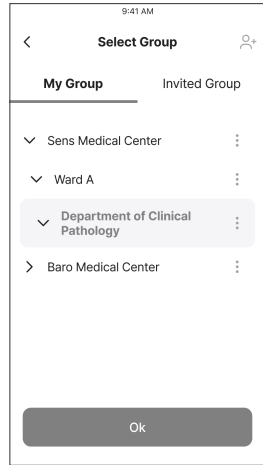 9:41 AM
Select Group
My Group Invited Group
Sens Medical Center
Ward A
Department of Clinical
Pathology
Baro Medical Center
Ok